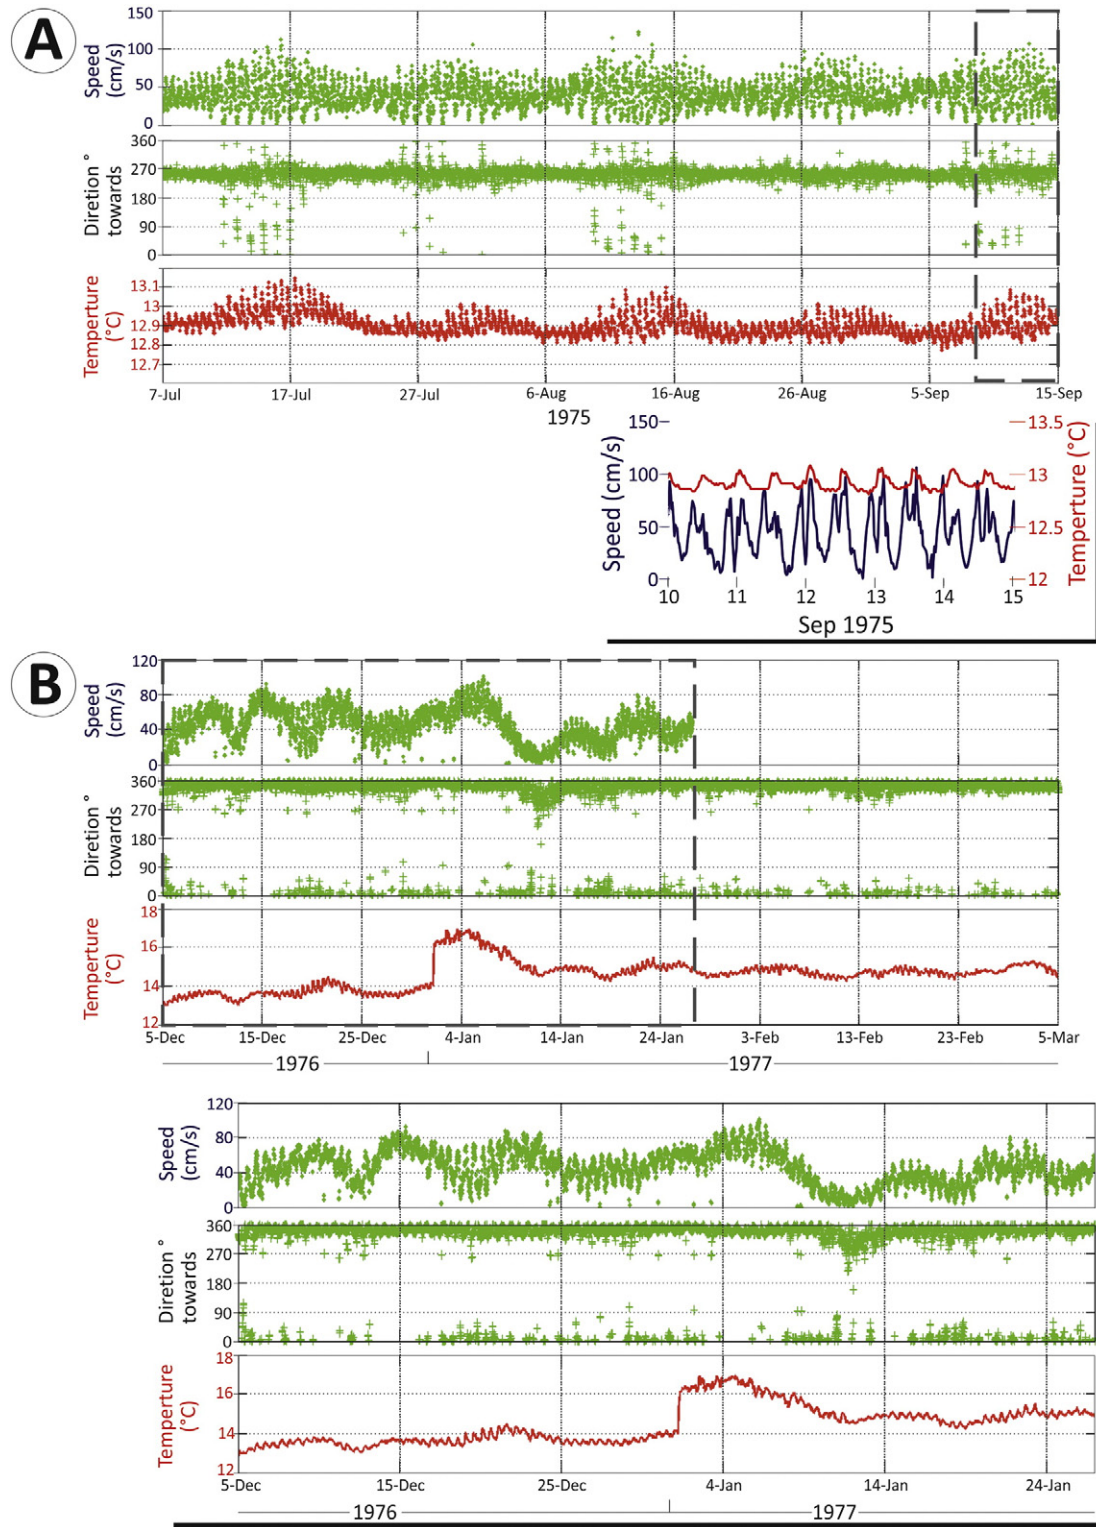 A
Speed
(cm/s)
150
100
50
0
Diretion °
towards
360
270
180
90
0
Temperture
(°C)
13.1
13
12.9
12.8
12.7
7-Jul 17-Jul 27-Jul 6-Aug 16-Aug 26-Aug 5-Sep 15-Sep
1975
Speed (cm/s)
150
100
50
0
13.5
13
12.5
12
Temperture (°C)
10 11 12 13 14 15
Sep 1975
B
Speed
(cm/s)
120
80
40
0
Diretion °
towards
360
270
180
90
0
Temperture
(°C)
18
16
14
12
5-Dec 15-Dec 25-Dec 4-Jan 14-Jan 24-Jan 3-Feb 13-Feb 23-Feb 5-Mar
1976 1977
Speed
(cm/s)
120
80
40
0
Diretion °
towards
360
270
180
90
0
Temperture
(°C)
18
16
14
12
5-Dec 15-Dec 25-Dec 4-Jan 14-Jan 24-Jan
1976 1977